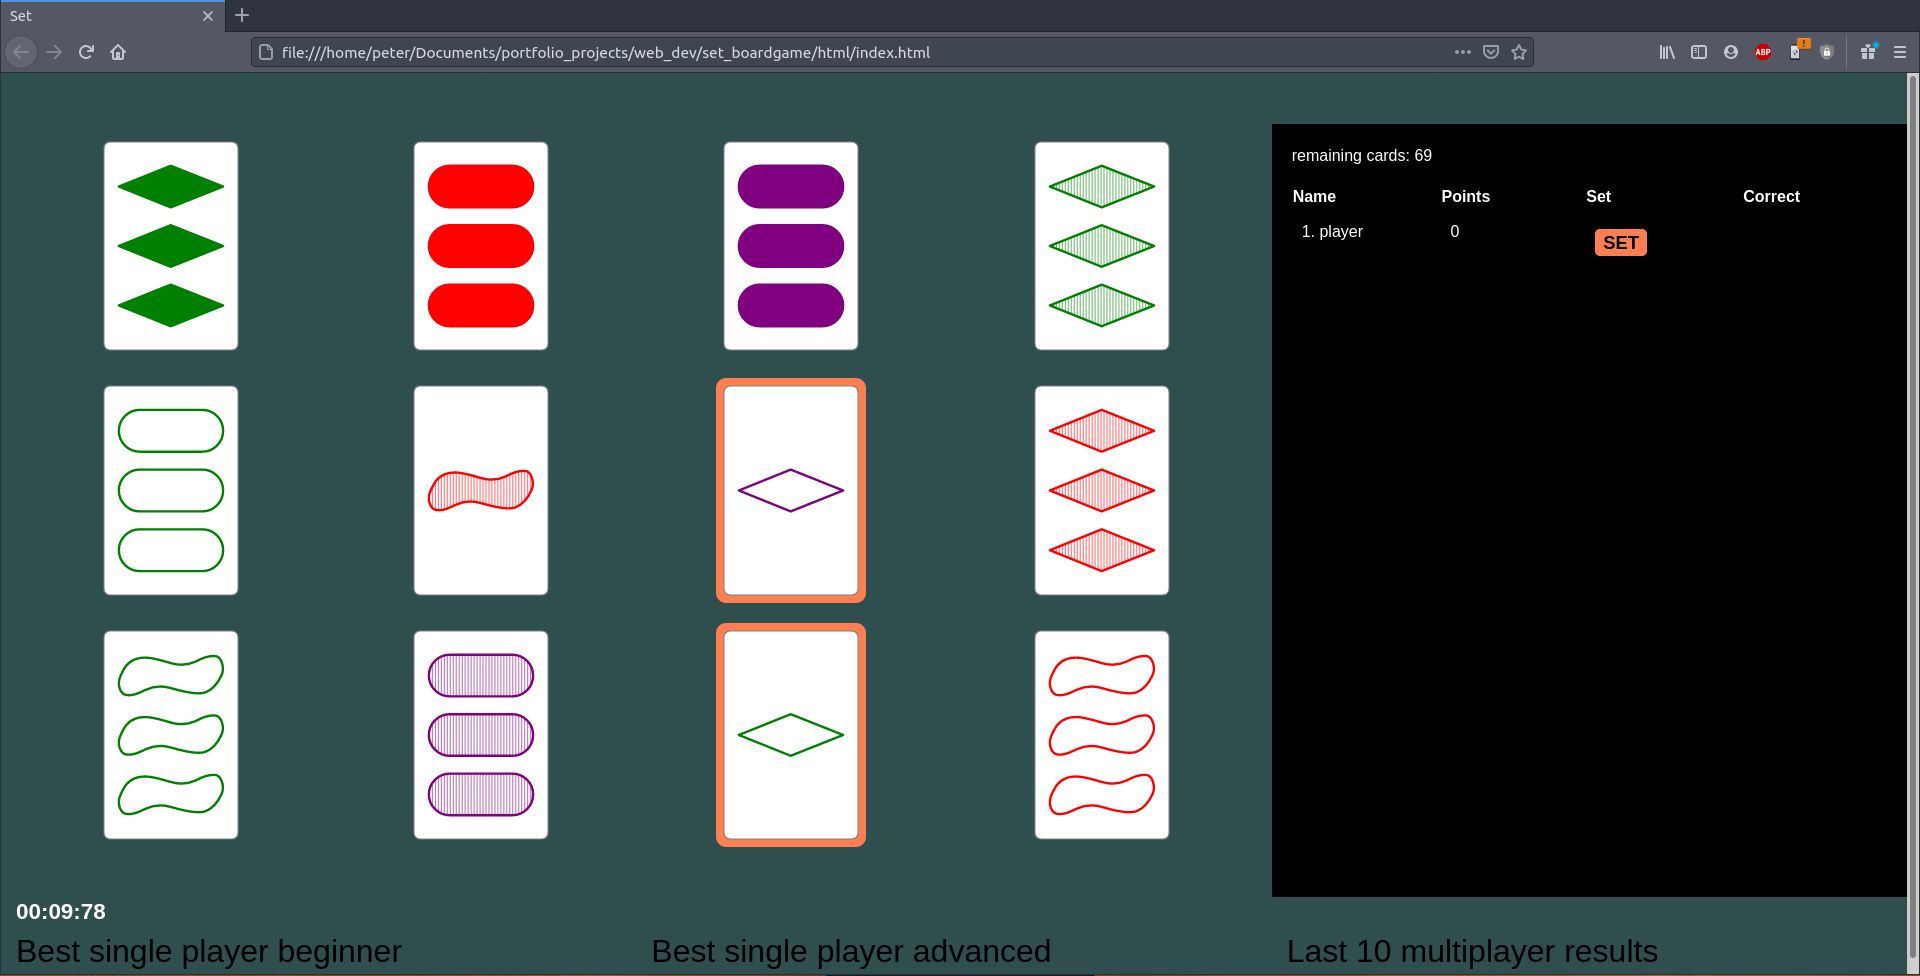 Set
file:///home/peter/Documents/portfolio_projects/web_dev/set_boardgame/html/index.html
ABP
!
remaining cards: 69
Name Points Set Correct
1. player 0 SET
00:09:78
Best single player beginner
Best single player advanced
Last 10 multiplayer results